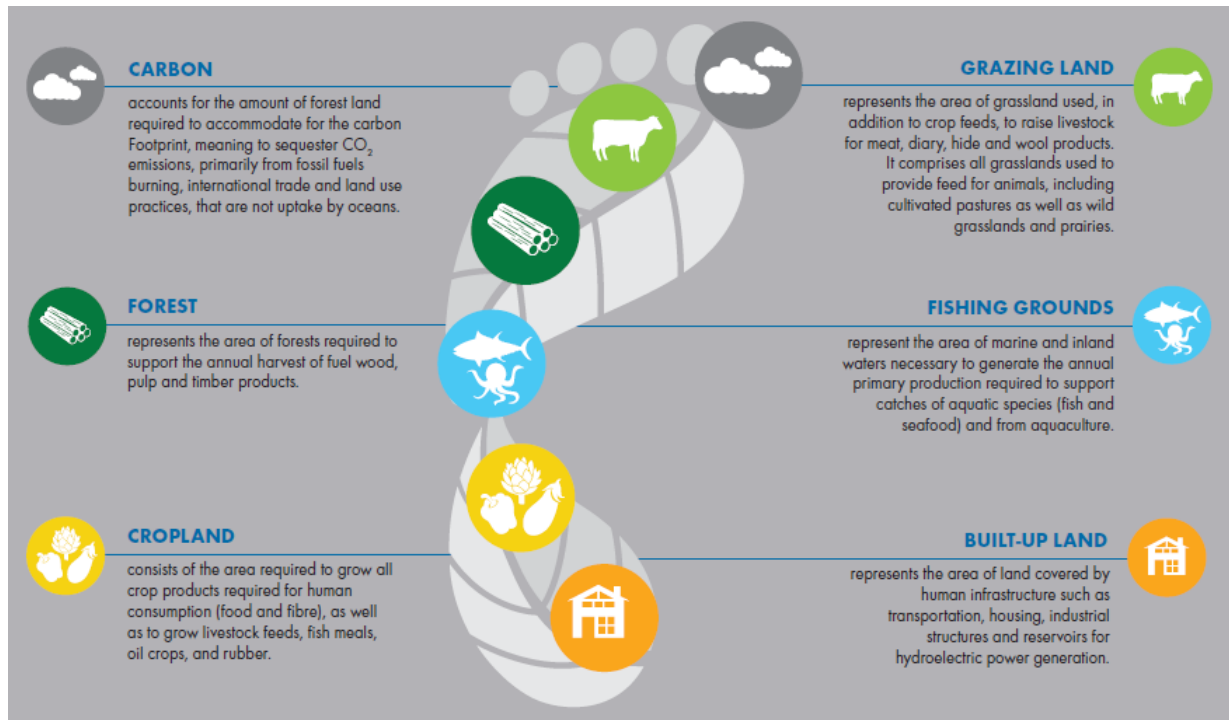 CARBON
accounts for the amount of forest land
required to accommodate for the carbon
Footprint, meaning to sequester CO₂
emissions, primarily from fossil fuels
burning, international trade and land use
practices, that are not uptake by oceans.
FOREST
represents the area of forests required to
support the annual harvest of fuel wood,
pulp and timber products.
CROPLAND
consists of the area required to grow all
crop products required for human
consumption (food and fibre), as well
as to grow livestock feeds, fish meals,
oil crops, and rubber.
GRAZING LAND
represents the area of grassland used, in
addition to crop feeds, to raise livestock
for meat, diary, hide and wool products.
It comprises all grasslands used to
provide feed for animals, including
cultivated pastures as well as wild
grasslands and prairies.
FISHING GROUNDS
represent the area of marine and inland
waters necessary to generate the annual
primary production required to support
catches of aquatic species (fish and
seafood) and from aquaculture.
BUILT-UP LAND
represents the area of land covered by
human infrastructure such as
transportation, housing, industrial
structures and reservoirs for
hydroelectric power generation.